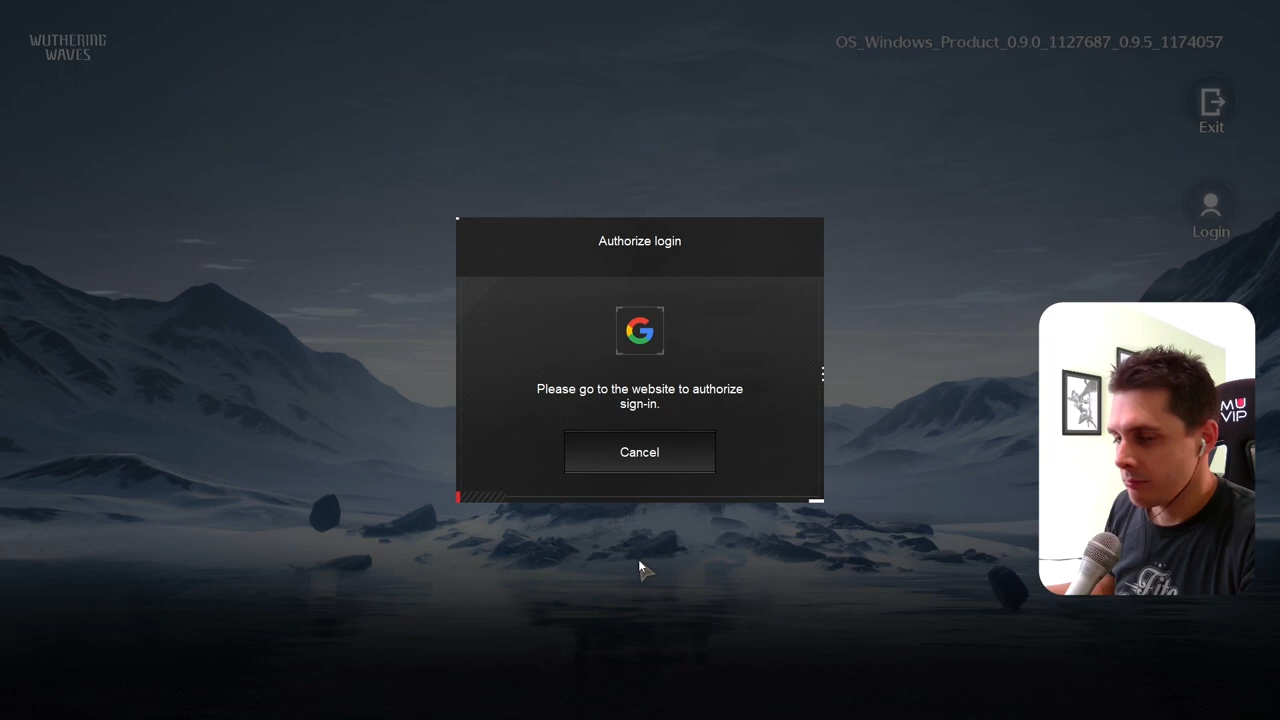 WUTHERING
WAVES
OS_Windows_Product_0.9.0_1127687_0.9.5_1174057
Exit
Login
Authorize login
Please go to the website to authorize
sign-in.
Cancel
MU
VIP